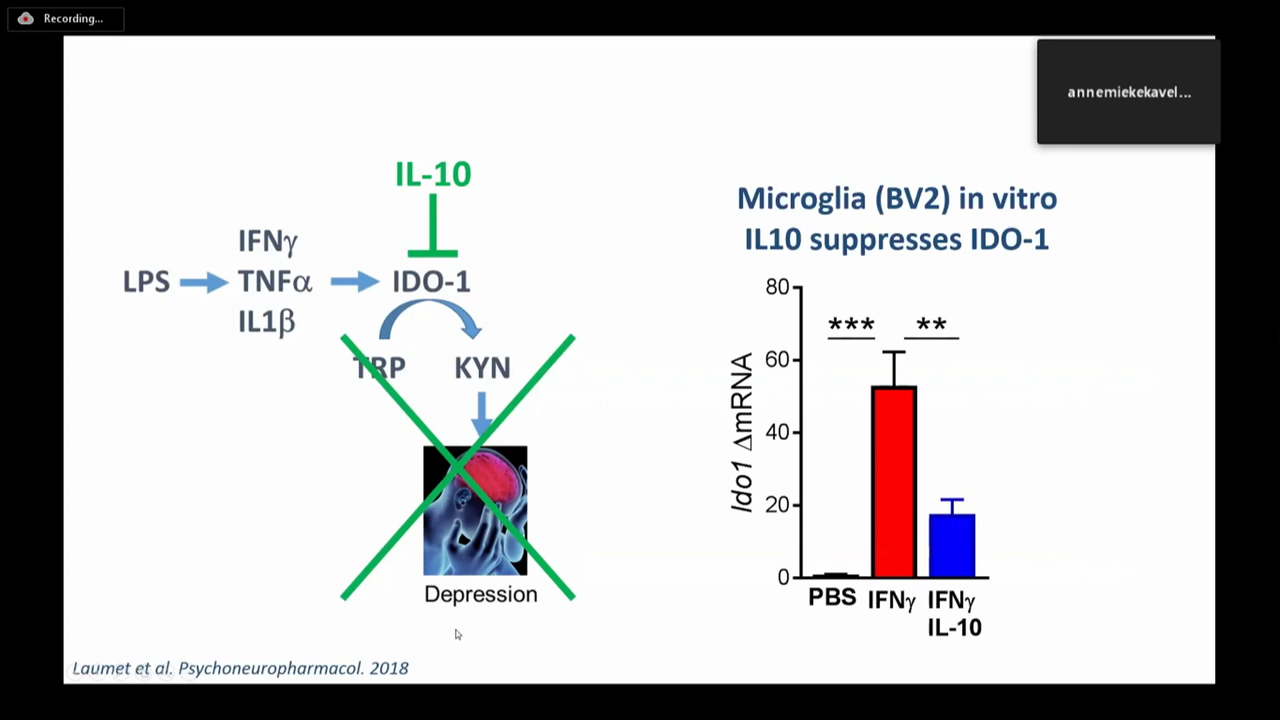 Recording...
annemiekekavel...
IL-10
IFNγ
LPS TNFα IDO-1
IL1β
TRP KYN
Depression
Microglia (BV2) in vitro
IL10 suppresses IDO-1
Ido1 ΔmRNA
80
60
40
20
0
*** **
PBS IFNγ IFNγ
IL-10
Laumet et al. Psychoneuropharmacol. 2018